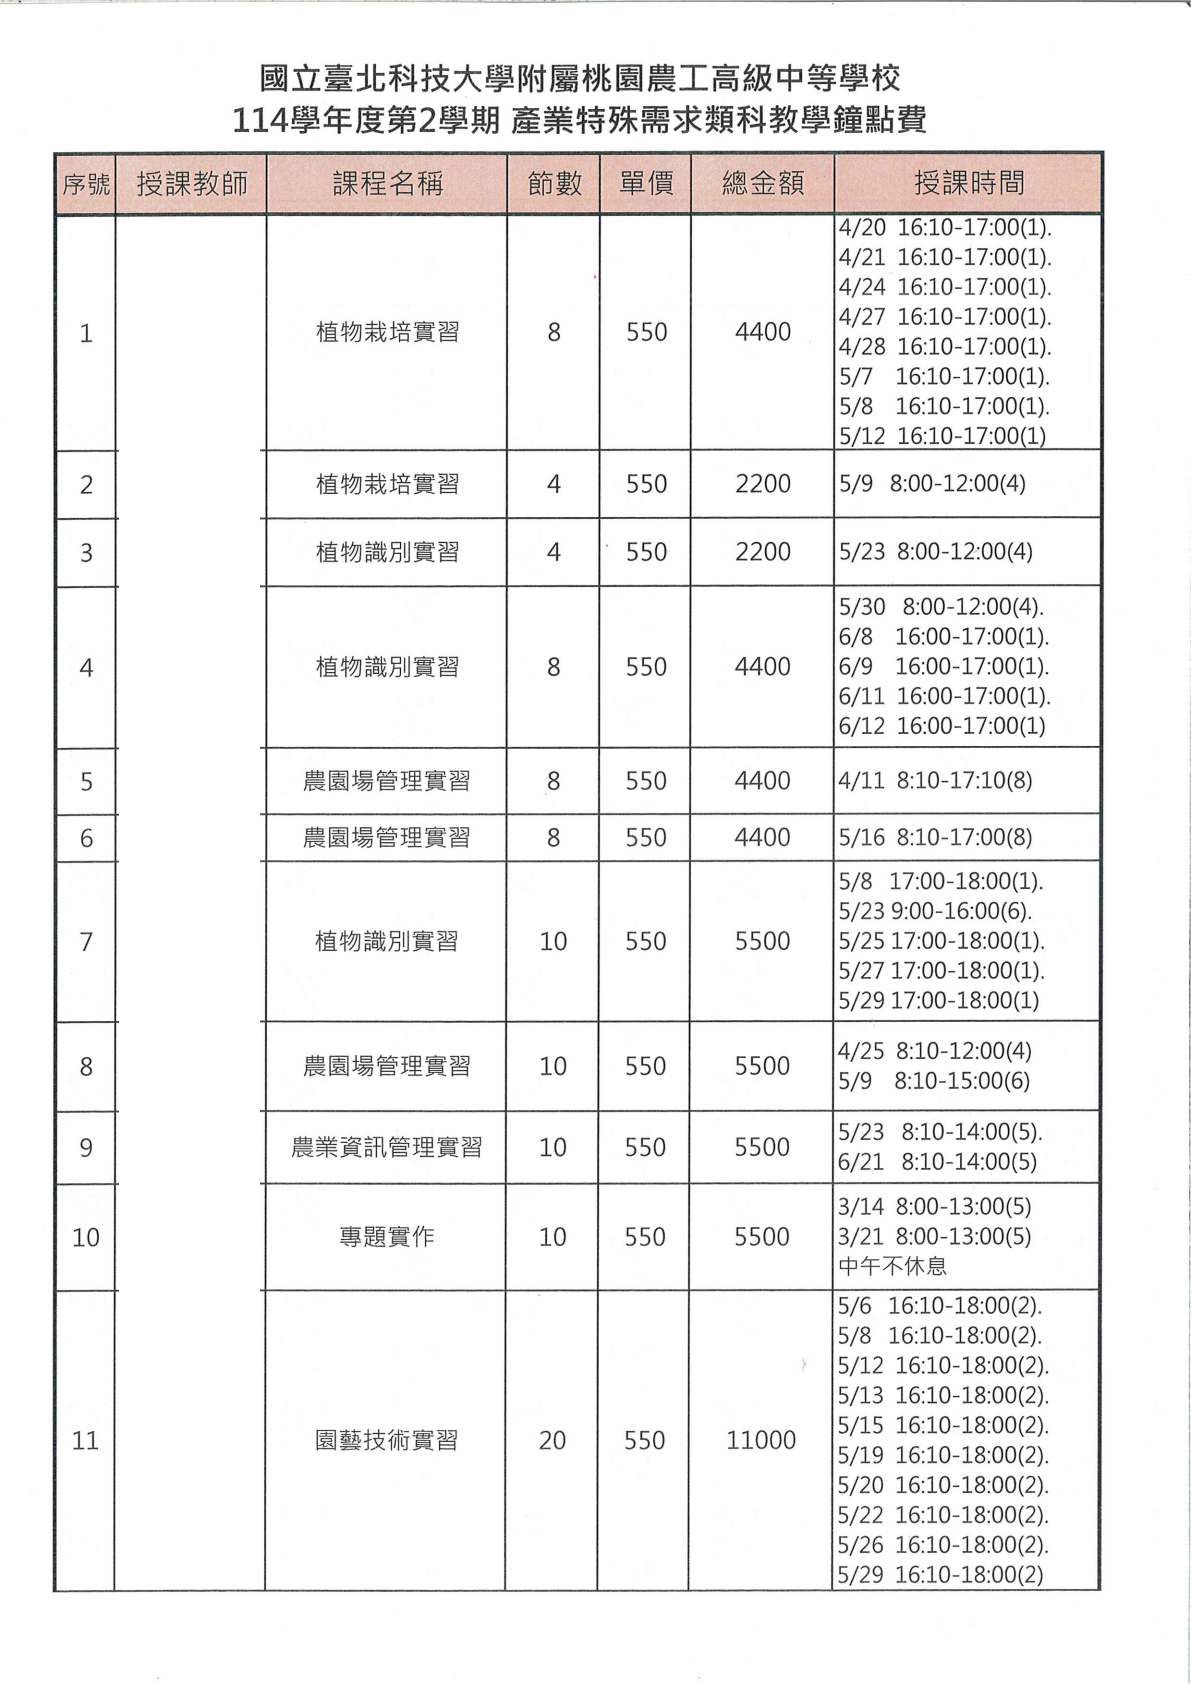 國立臺北科技大學附屬桃園農工高級中等學校
114學年度第2學期 產業特殊需求類科教學鐘點費
序號 授課教師 課程名稱 節數 單價 總金額 授課時間
1 植物栽培實習 8 550 4400
4/20 16:10-17:00(1).
4/21 16:10-17:00(1).
4/24 16:10-17:00(1).
4/27 16:10-17:00(1).
4/28 16:10-17:00(1).
5/7 16:10-17:00(1).
5/8 16:10-17:00(1).
5/12 16:10-17:00(1)
2 植物栽培實習 4 550 2200 5/9 8:00-12:00(4)
3 植物識別實習 4 550 2200 5/23 8:00-12:00(4)
4 植物識別實習 8 550 4400
5/30 8:00-12:00(4).
6/8 16:00-17:00(1).
6/9 16:00-17:00(1).
6/11 16:00-17:00(1).
6/12 16:00-17:00(1)
5 農園場管理實習 8 550 4400 4/11 8:10-17:10(8)
6 農園場管理實習 8 550 4400 5/16 8:10-17:00(8)
7 植物識別實習 10 550 5500
5/8 17:00-18:00(1).
5/23 9:00-16:00(6).
5/25 17:00-18:00(1).
5/27 17:00-18:00(1).
5/29 17:00-18:00(1)
8 農園場管理實習 10 550 5500
4/25 8:10-12:00(4)
5/9 8:10-15:00(6)
9 農業資訊管理實習 10 550 5500
5/23 8:10-14:00(5).
6/21 8:10-14:00(5)
10 專題實作 10 550 5500
3/14 8:00-13:00(5)
3/21 8:00-13:00(5)
中午不休息
11 園藝技術實習 20 550 11000
5/6 16:10-18:00(2).
5/8 16:10-18:00(2).
5/12 16:10-18:00(2).
5/13 16:10-18:00(2).
5/15 16:10-18:00(2).
5/19 16:10-18:00(2).
5/20 16:10-18:00(2).
5/22 16:10-18:00(2).
5/26 16:10-18:00(2).
5/29 16:10-18:00(2)